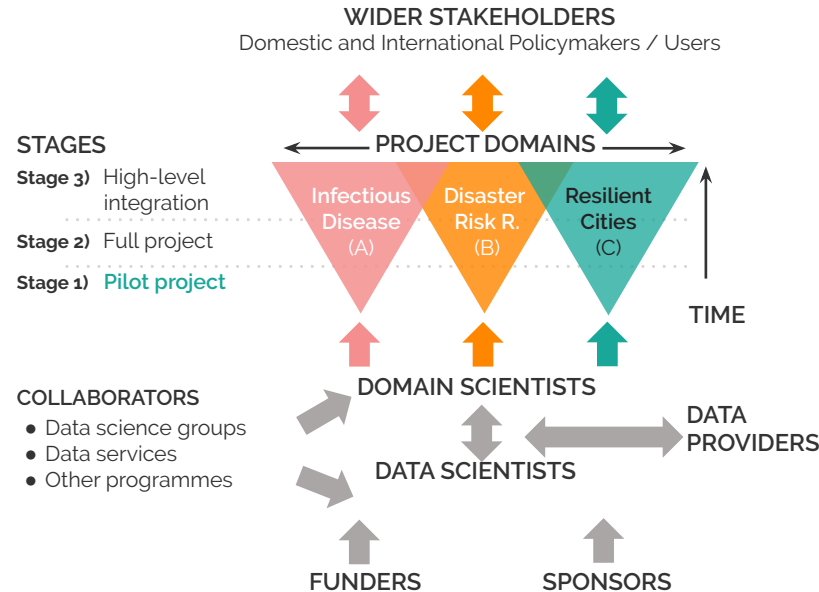 WIDER STAKEHOLDERS
Domestic and International Policymakers / Users
STAGES
PROJECT DOMAINS
Stage 3) High-level
integration
Infectious
Disease
(A)
Disaster
Risk R.
(B)
Resilient
Cities
(C)
Stage 2) Full project
Stage 1) Pilot project
TIME
DOMAIN SCIENTISTS
COLLABORATORS
• Data science groups
• Data services
• Other programmes
DATA
PROVIDERS
DATA SCIENTISTS
FUNDERS
SPONSORS